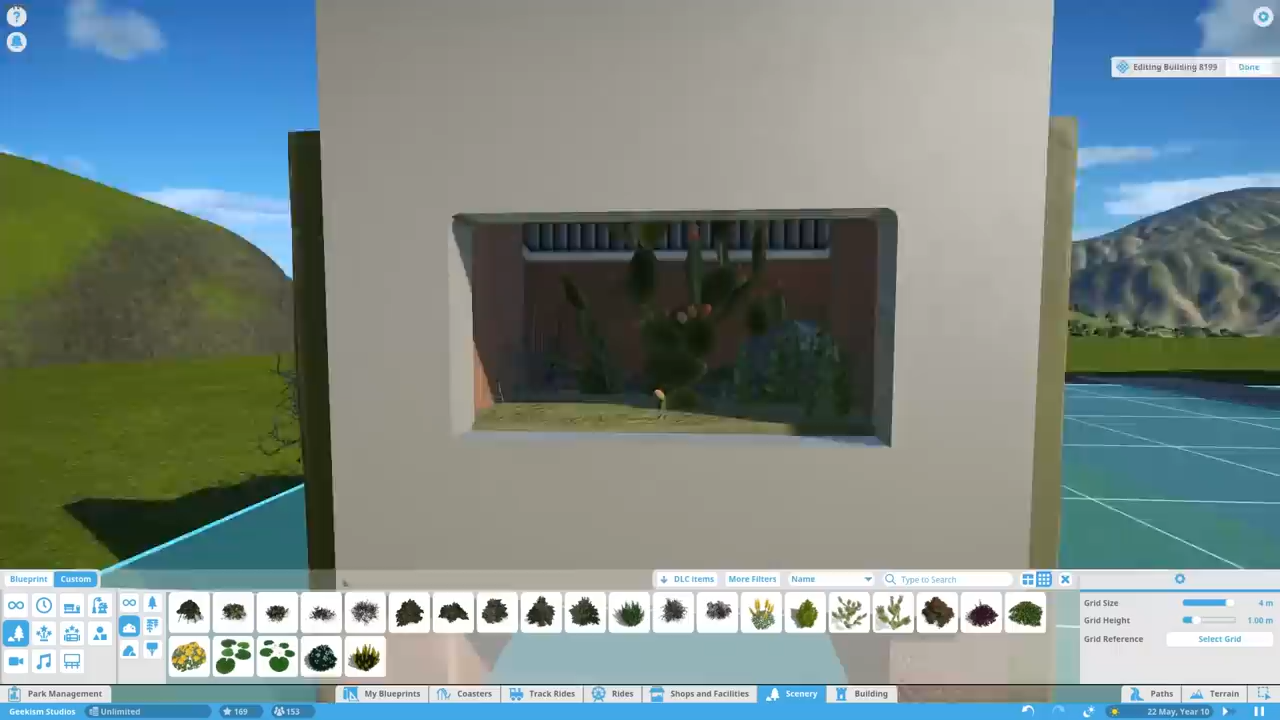 Editing Building 8199
Done
Blueprint
Custom
DLC Items
More Filters
Name
Type to Search
Grid Size
4 m
Grid Height
1.00 m
Grid Reference
Select Grid
Park Management
My Blueprints
Coasters
Track Rides
Rides
Shops and Facilities
Scenery
Building
Paths
Terrain
Geekism Studios
Unlimited
169
153
22 May, Year 10